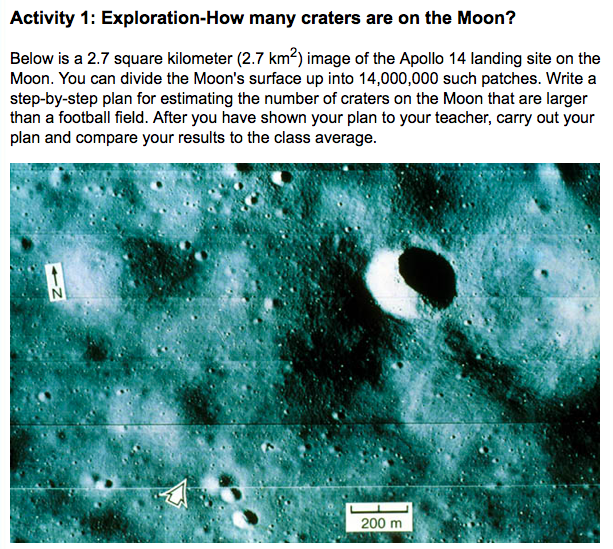 Activity 1: Exploration-How many craters are on the Moon?
Below is a 2.7 square kilometer (2.7 km²) image of the Apollo 14 landing site on the
Moon. You can divide the Moon's surface up into 14,000,000 such patches. Write a
step-by-step plan for estimating the number of craters on the Moon that are larger
than a football field. After you have shown your plan to your teacher, carry out your
plan and compare your results to the class average.
N
200 m